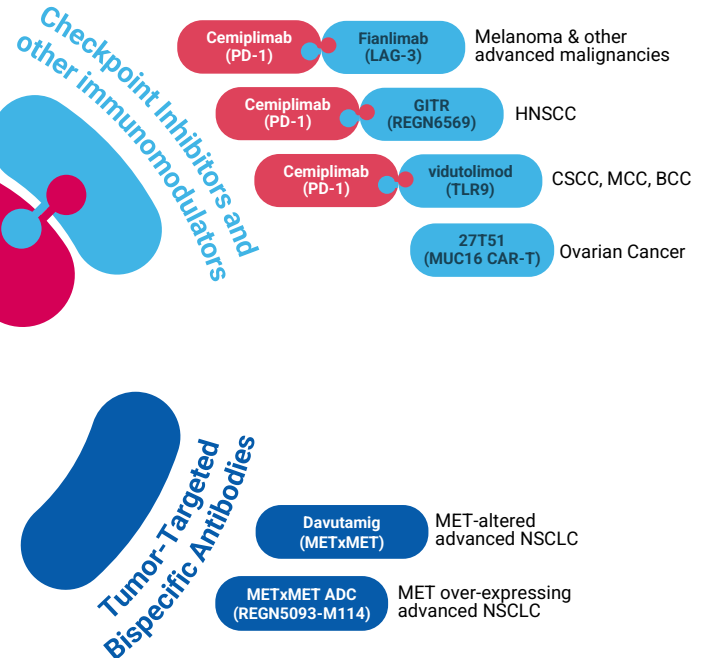 Checkpoint Inhibitors and
other immunomodulators
Cemiplimab
(PD-1)
Fianlimab
(LAG-3)
Melanoma & other
advanced malignancies
Cemiplimab
(PD-1)
GITR
(REGN6569)
HNSCC
Cemiplimab
(PD-1)
vidutolimod
(TLR9)
CSCC, MCC, BCC
27T51
(MUC16 CAR-T)
Ovarian Cancer
Tumor-Targeted
Bispecific Antibodies
Davutamig
(METxMET)
MET-altered
advanced NSCLC
METxMET ADC
(REGN5093-M114)
MET over-expressing
advanced NSCLC